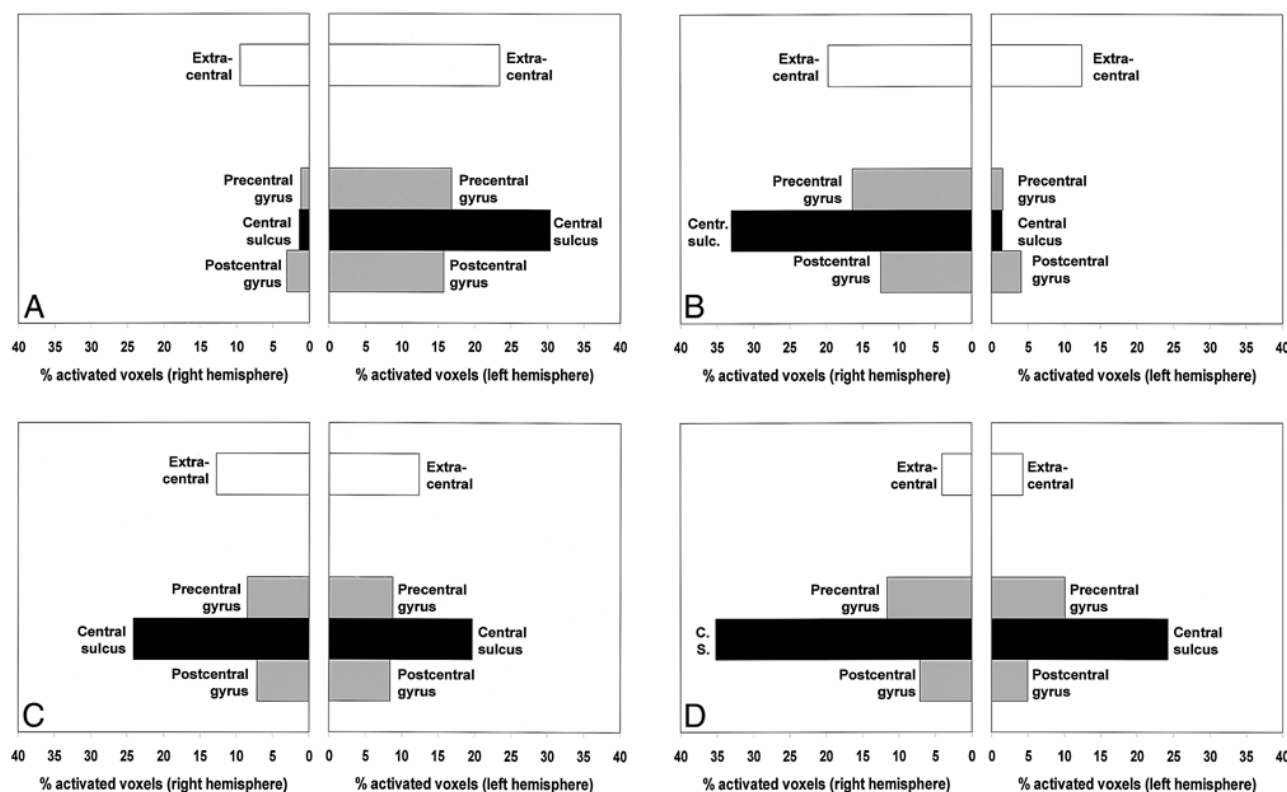 Extra-
central
Extra-
central
Precentral
gyrus
Precentral
gyrus
Central
sulcus
Central
sulcus
Postcentral
gyrus
Postcentral
gyrus
A
40 35 30 25 20 15 10 5 0
0 5 10 15 20 25 30 35 40
% activated voxels (right hemisphere)
% activated voxels (left hemisphere)
Extra-
central
Extra-
central
Precentral
gyrus
Precentral
gyrus
Centr.
sulc.
Central
sulcus
Postcentral
gyrus
Postcentral
gyrus
B
40 35 30 25 20 15 10 5 0
0 5 10 15 20 25 30 35 40
% activated voxels (right hemisphere)
% activated voxels (left hemisphere)
Extra-
central
Extra-
central
Precentral
gyrus
Precentral
gyrus
Central
sulcus
Central
sulcus
Postcentral
gyrus
Postcentral
gyrus
C
40 35 30 25 20 15 10 5 0
0 5 10 15 20 25 30 35 40
% activated voxels (right hemisphere)
% activated voxels (left hemisphere)
Extra-
central
Extra-
central
Precentral
gyrus
Precentral
gyrus
C.
S.
Central
sulcus
Postcentral
gyrus
Postcentral
gyrus
D
40 35 30 25 20 15 10 5 0
0 5 10 15 20 25 30 35 40
% activated voxels (right hemisphere)
% activated voxels (left hemisphere)